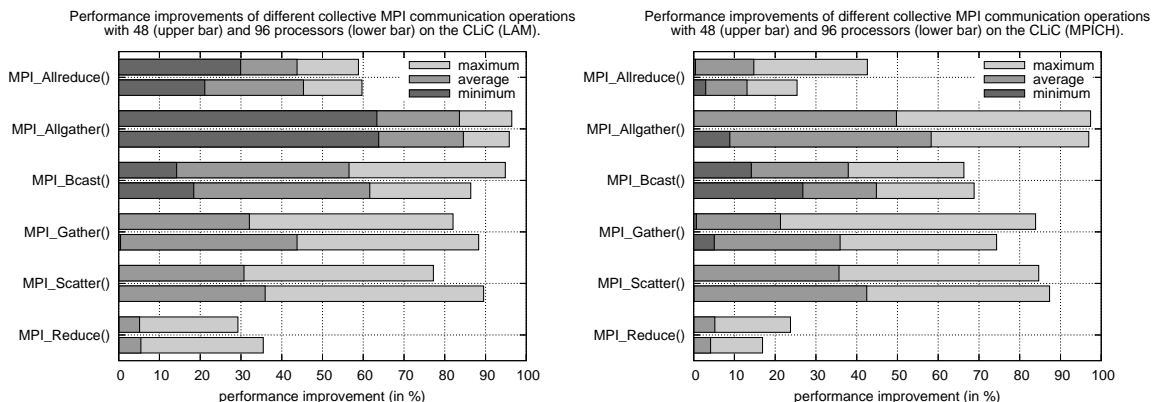 Performance improvements of different collective MPI communication operations
with 48 (upper bar) and 96 processors (lower bar) on the CLiC (LAM).
MPI_Allreduce()
MPI_Allgather()
MPI_Bcast()
MPI_Gather()
MPI_Scatter()
MPI_Reduce()
maximum
average
minimum
0 10 20 30 40 50 60 70 80 90 100
performance improvement (in %)
Performance improvements of different collective MPI communication operations
with 48 (upper bar) and 96 processors (lower bar) on the CLiC (MPICH).
MPI_Allreduce()
MPI_Allgather()
MPI_Bcast()
MPI_Gather()
MPI_Scatter()
MPI_Reduce()
maximum
average
minimum
0 10 20 30 40 50 60 70 80 90 100
performance improvement (in %)